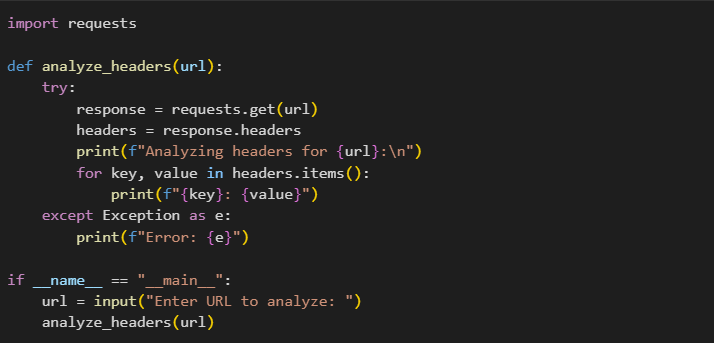 import requests

def analyze_headers(url):
    try:
        response = requests.get(url)
        headers = response.headers
        print(f"Analyzing headers for {url}:\n")
        for key, value in headers.items():
            print(f"{key}: {value}")
    except Exception as e:
        print(f"Error: {e}")

if __name__ == "__main__":
    url = input("Enter URL to analyze: ")
    analyze_headers(url)